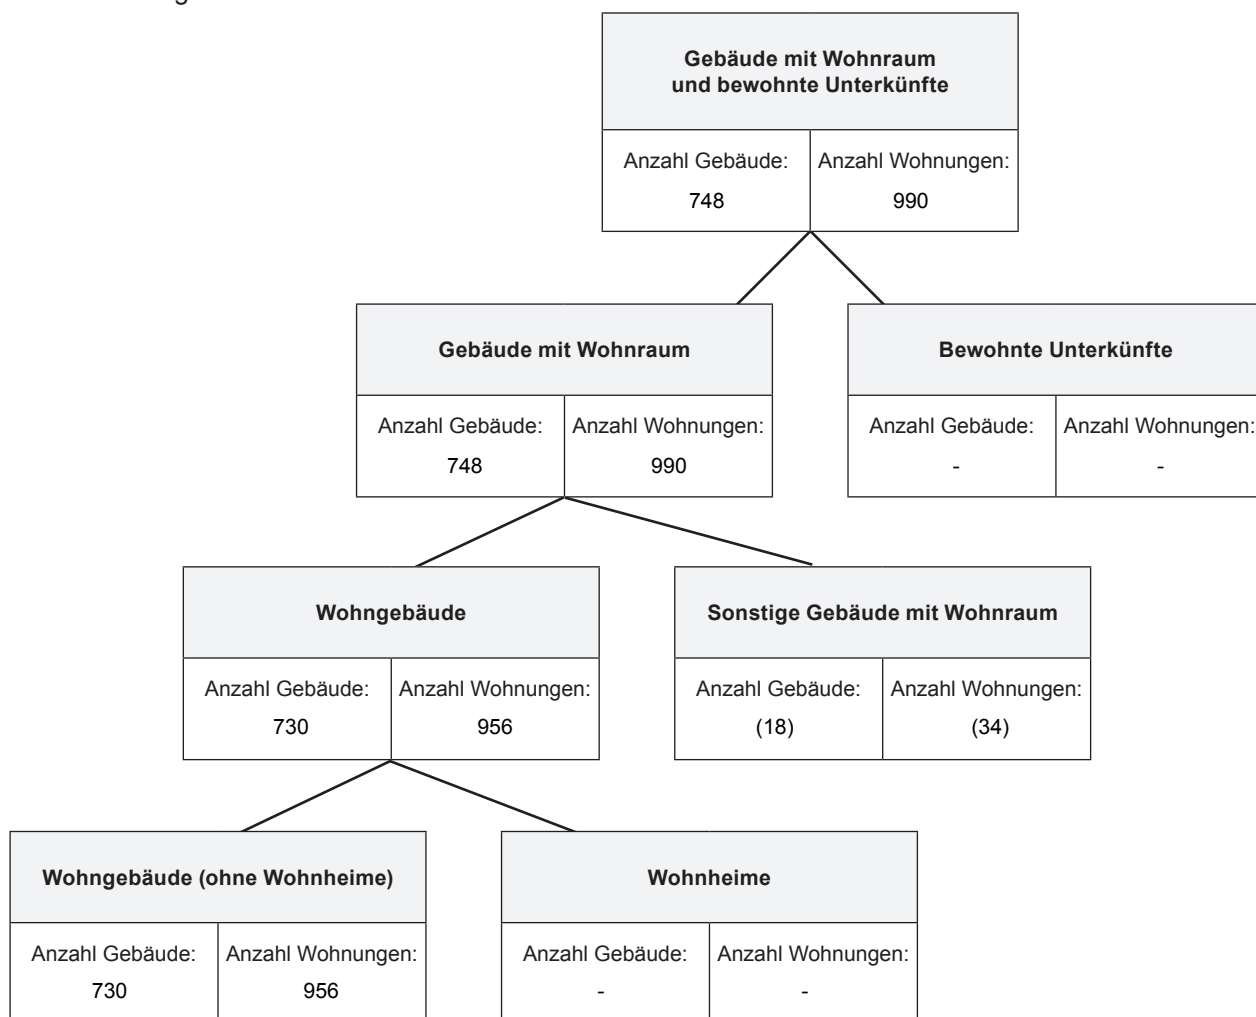 Gebäude mit Wohnraum
und bewohnte Unterkünfte
Anzahl Gebäude: Anzahl Wohnungen:
748 990
Gebäude mit Wohnraum Bewohnte Unterkünfte
Anzahl Gebäude: Anzahl Wohnungen: Anzahl Gebäude: Anzahl Wohnungen:
748 990 - -
Wohngebäude Sonstige Gebäude mit Wohnraum
Anzahl Gebäude: Anzahl Wohnungen: Anzahl Gebäude: Anzahl Wohnungen:
730 956 (18) (34)
Wohngebäude (ohne Wohnheime) Wohnheime
Anzahl Gebäude: Anzahl Wohnungen: Anzahl Gebäude: Anzahl Wohnungen:
730 956 - -